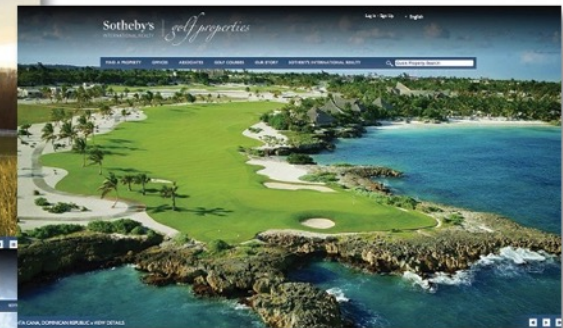 Sotheby's golf properties
INTERNATIONAL REALTY
Log In Sign Up English
FIND A PROPERTY OFFICES ASSOCIATES GOLF COURSES OUR STORY SOTHEBY'S INTERNATIONAL REALTY Quick Property Search
CANA, DOMINICAN REPUBLIC » VIEW DETAILS